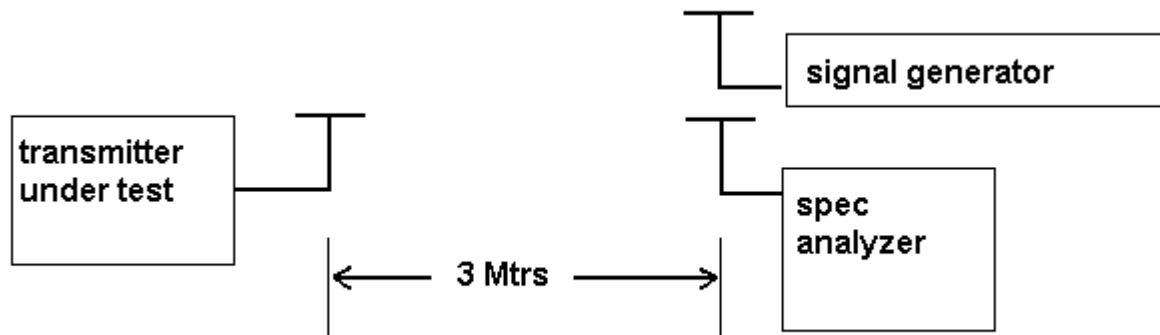 signal generator
transmitter
under test
spec
analyzer
3 Mtrs